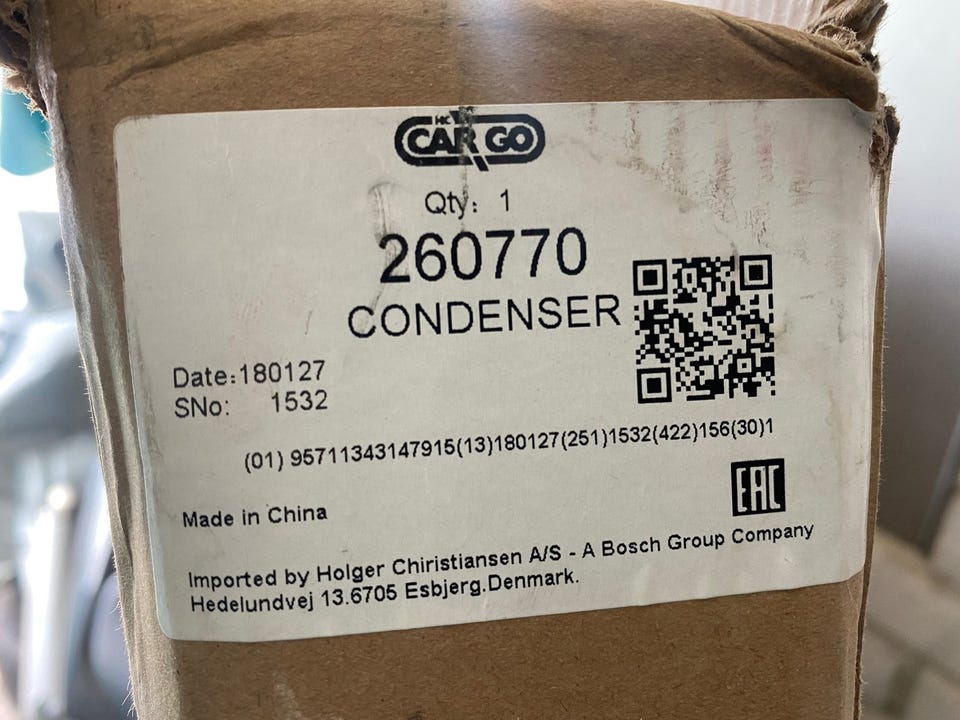 HC
CARGO
Qty: 1
260770
CONDENSER
Date:180127
SNo: 1532
(01) 95711343147915(13)180127(251)1532(422)156(30)1
EAC
Made in China
Imported by Holger Chiristiansen A/S - A Bosch Group Company
Hedelundvej 13.6705 Esbjerg.Denmark.